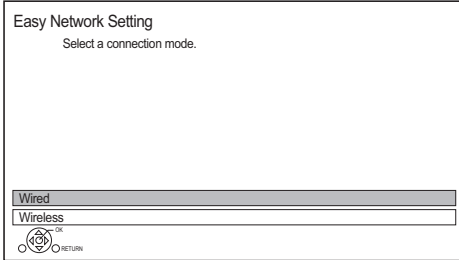 Easy Network Setting
Select a connection mode.
Wired
Wireless
OK
RETURN